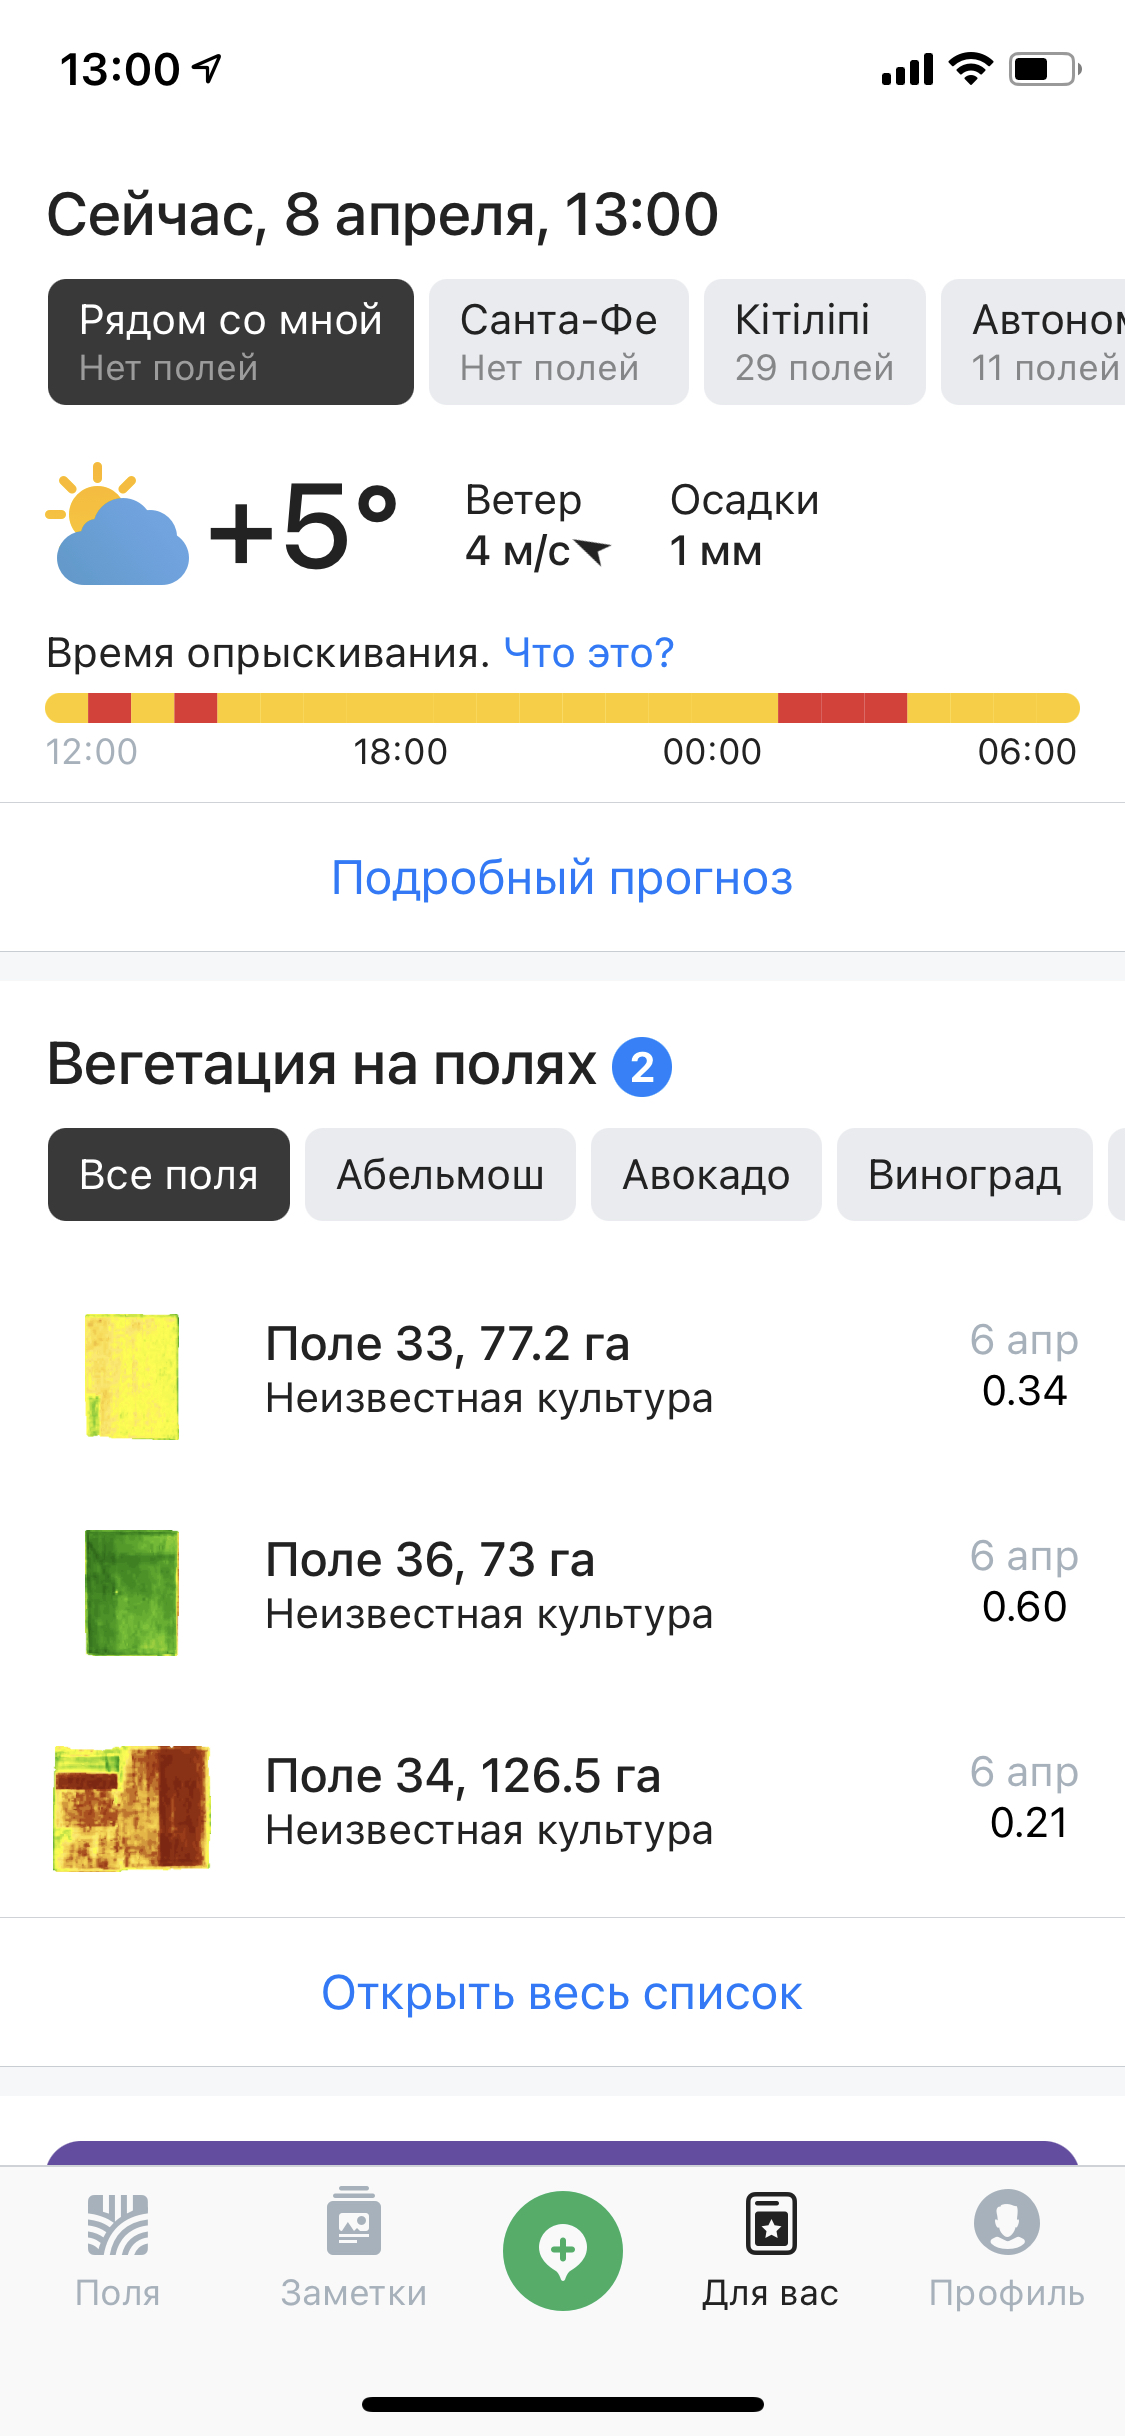 13:00
Сейчас, 8 апреля, 13:00
Рядом со мной
Нет полей
Санта-Фе
Нет полей
Кітіліпі
29 полей
Автоном
11 полей
+5°
Ветер
4 м/с
Осадки
1 мм
Время опрыскивания. Что это?
12:00 18:00 00:00 06:00
Подробный прогноз
Вегетация на полях 2
Все поля Абельмош Авокадо Виноград
Поле 33, 77.2 га
Неизвестная культура
6 апр
0.34
Поле 36, 73 га
Неизвестная культура
6 апр
0.60
Поле 34, 126.5 га
Неизвестная культура
6 апр
0.21
Открыть весь список
Поля Заметки Для вас Профиль